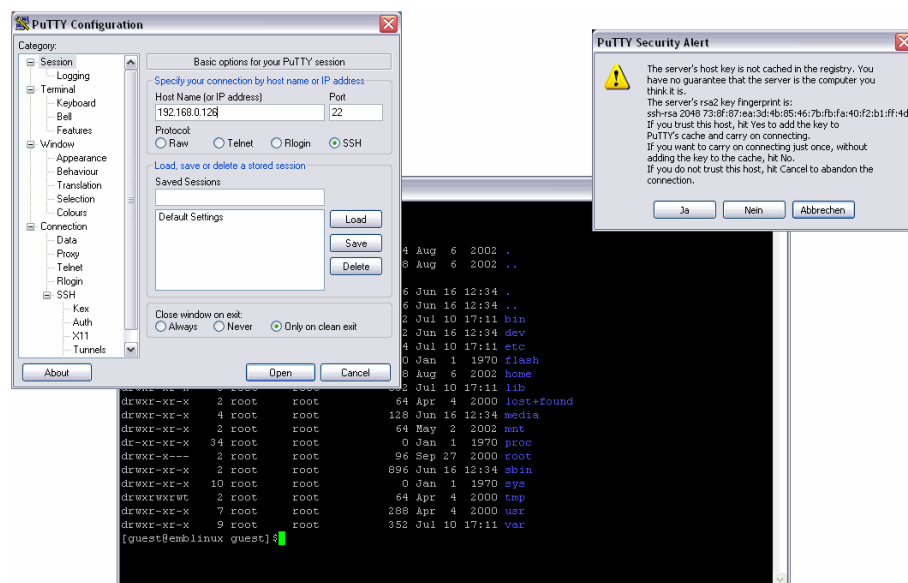 PuTTY Configuration
Category:
Session
Logging
Terminal
Keyboard
Bell
Features
Window
Appearance
Behaviour
Translation
Selection
Colours
Connection
Data
Proxy
Telnet
Rlogin
SSH
Kex
Auth
X11
Tunnels
Basic options for your PuTTY session
Specify your connection by host name or IP address
Host Name (or IP address) Port
192.168.0.126 22
Protocol:
Raw Telnet Rlogin SSH
Load, save or delete a stored session
Saved Sessions
Default Settings
Load
Save
Delete
Close window on exit:
Always Never Only on clean exit
About Open Cancel
PuTTY Security Alert
The server's host key is not cached in the registry. You
have no guarantee that the server is the computer you
think it is.
The server's rsa2 key fingerprint is:
ssh-rsa 2048 73:8f:87:ea:3d:4b:85:46:7b:fb:fa:40:f2:b1:ff:4d
If you trust this host, hit Yes to add the key to
PuTTY's cache and carry on connecting.
If you want to carry on connecting just once, without
adding the key to the cache, hit No.
If you do not trust this host, hit Cancel to abandon the
connection.
Ja Nein Abbrechen
4 Aug 6 2002 .
8 Aug 6 2002 ..
6 Jun 16 12:34 .
6 Jun 16 12:34 ..
2 Jul 10 17:11 bin
2 Jun 16 12:34 dev
4 Jul 10 17:11 etc
0 Jan 1 1970 flash
8 Aug 6 2002 home
Jul 10 17:11 lib
drwxr-xr-x 2 root root 64 Apr 4 2000 lost+found
drwxr-xr-x 4 root root 128 Jun 16 12:34 media
drwxr-xr-x 2 root root 64 May 2 2002 mnt
dr-xr-xr-x 34 root root 0 Jan 1 1970 proc
drwxr-x--- 2 root root 96 Sep 27 2000 root
drwxr-xr-x 2 root root 896 Jun 16 12:34 sbin
drwxr-xr-x 10 root root 0 Jan 1 1970 sys
drwxrwxrwt 2 root root 64 Apr 4 2000 tmp
drwxr-xr-x 7 root root 288 Apr 4 2000 usr
drwxr-xr-x 9 root root 352 Jul 10 17:11 var
[guest@emblinux guest]$